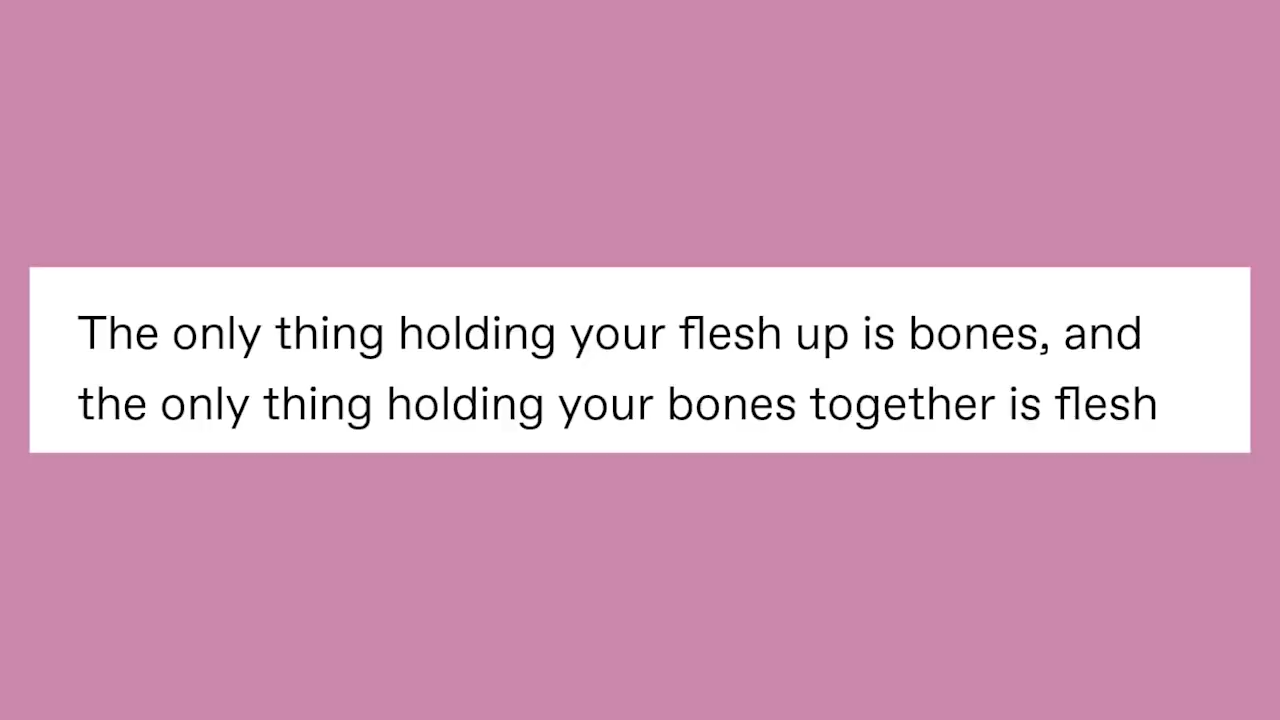 The only thing holding your flesh up is bones, and
the only thing holding your bones together is flesh